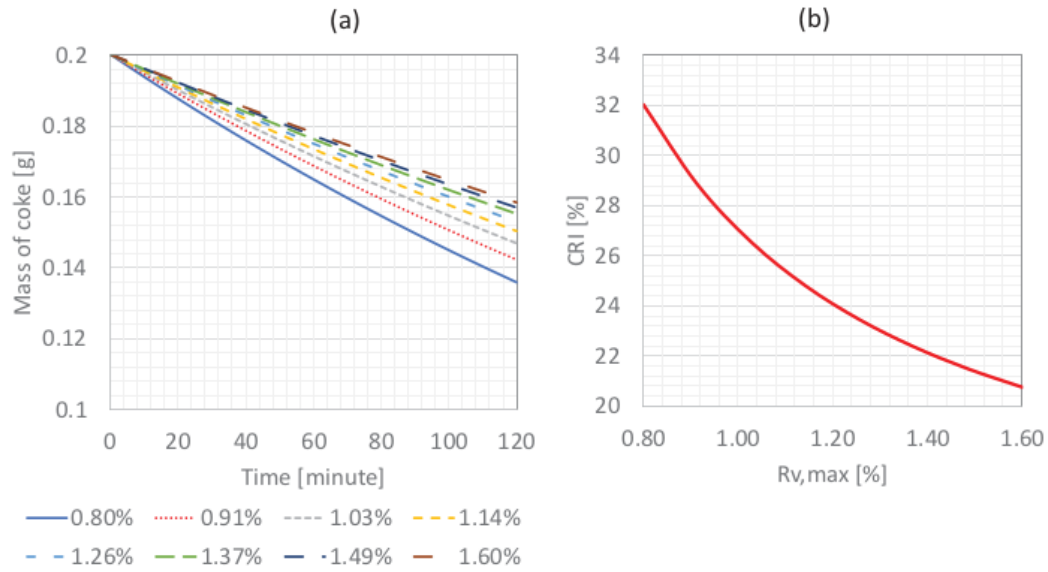 (a)
Mass of coke [g]
0.2
0.18
0.16
0.14
0.12
0.1
0 20 40 60 80 100 120
Time [minute]
0.80% 0.91% 1.03% 1.14%
1.26% 1.37% 1.49% 1.60%
(b)
CRI [%]
34
32
30
28
26
24
22
20
0.80 1.00 1.20 1.40 1.60
Rv,max [%]